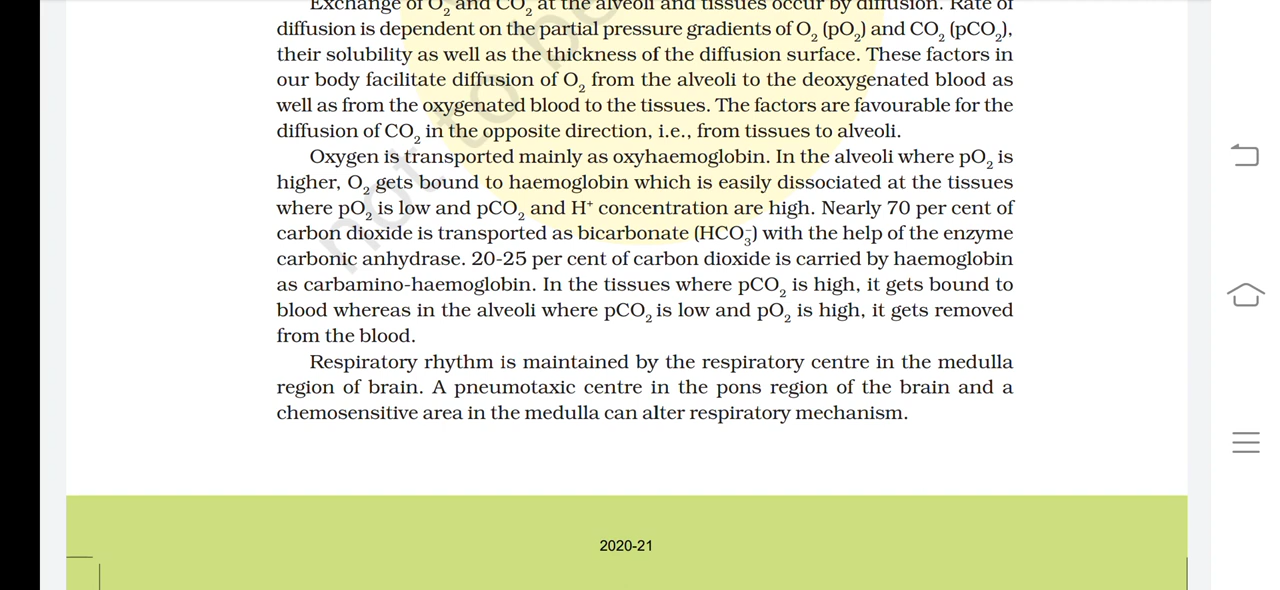 Exchange of O₂ and CO₂ at the alveoli and tissues occur by diffusion. Rate of
diffusion is dependent on the partial pressure gradients of O₂ (pO₂) and CO₂ (pCO₂),
their solubility as well as the thickness of the diffusion surface. These factors in
our body facilitate diffusion of O₂ from the alveoli to the deoxygenated blood as
well as from the oxygenated blood to the tissues. The factors are favourable for the
diffusion of CO₂ in the opposite direction, i.e., from tissues to alveoli.
Oxygen is transported mainly as oxyhaemoglobin. In the alveoli where pO₂ is
higher, O₂ gets bound to haemoglobin which is easily dissociated at the tissues
where pO₂ is low and pCO₂ and H⁺ concentration are high. Nearly 70 per cent of
carbon dioxide is transported as bicarbonate (HCO₃⁻) with the help of the enzyme
carbonic anhydrase. 20-25 per cent of carbon dioxide is carried by haemoglobin
as carbamino-haemoglobin. In the tissues where pCO₂ is high, it gets bound to
blood whereas in the alveoli where pCO₂ is low and pO₂ is high, it gets removed
from the blood.
Respiratory rhythm is maintained by the respiratory centre in the medulla
region of brain. A pneumotaxic centre in the pons region of the brain and a
chemosensitive area in the medulla can alter respiratory mechanism.
not to be
2020-21